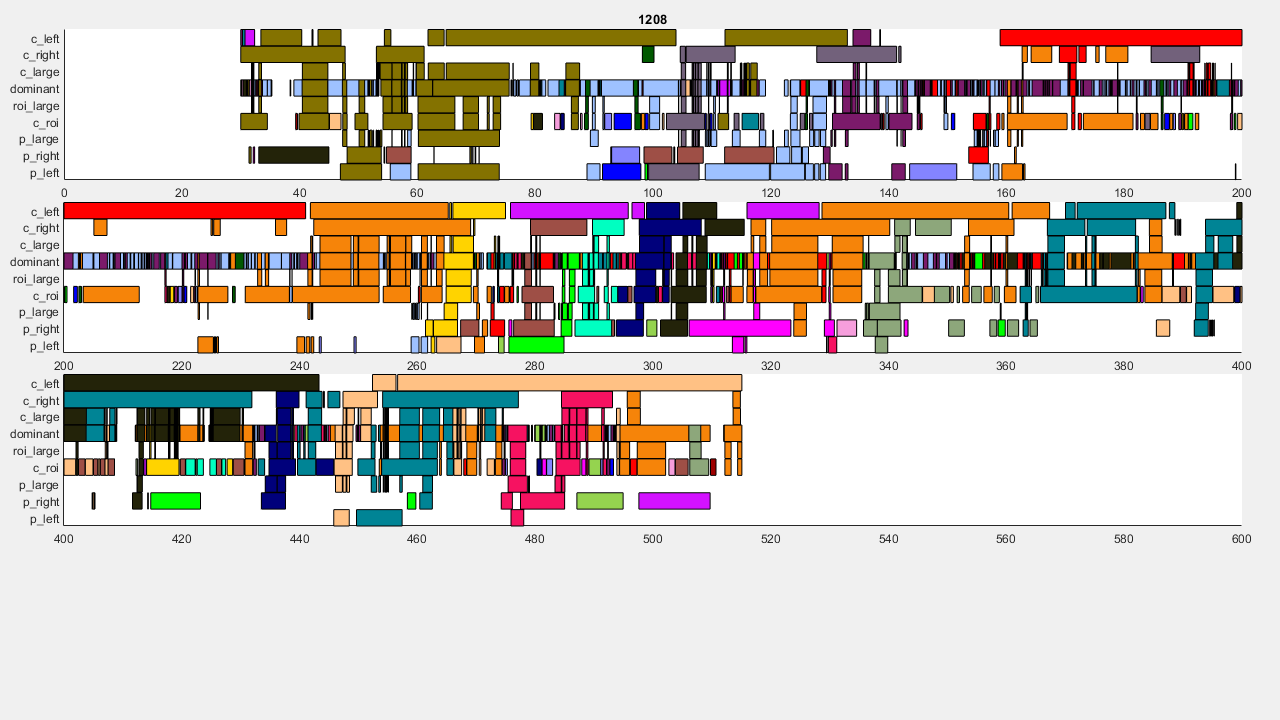 1208
c_left
c_right
c_large
dominant
roi_large
c_roi
p_large
p_right
p_left
0 20 40 60 80 100 120 140 160 180 200
c_left
c_right
c_large
dominant
roi_large
c_roi
p_large
p_right
p_left
200 220 240 260 280 300 320 340 360 380 400
c_left
c_right
c_large
dominant
roi_large
c_roi
p_large
p_right
p_left
400 420 440 460 480 500 520 540 560 580 600